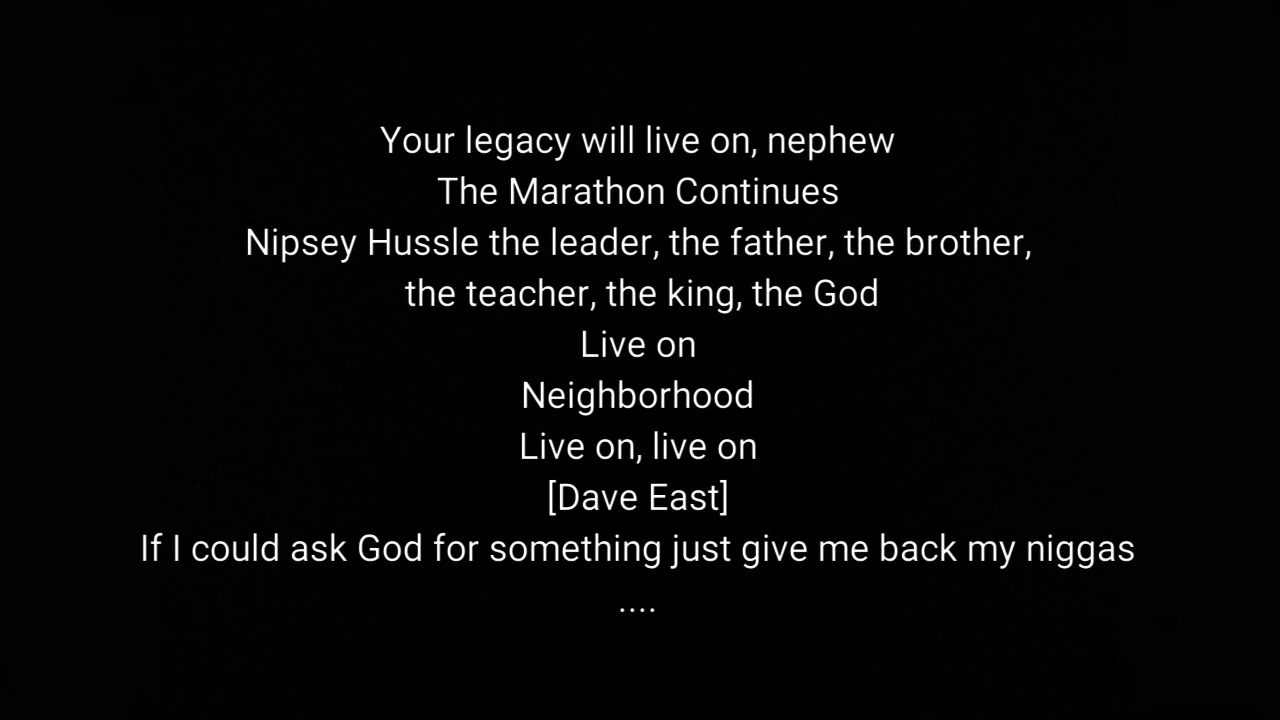 Your legacy will live on, nephew
The Marathon Continues
Nipsey Hussle the leader, the father, the brother,
the teacher, the king, the God
Live on
Neighborhood
Live on, live on
[Dave East]
If I could ask God for something just give me back my niggas
....